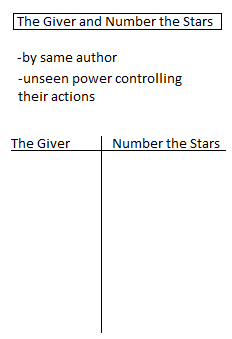 The Giver and Number the Stars
-by same author
-unseen power controlling
their actions
The Giver Number the Stars